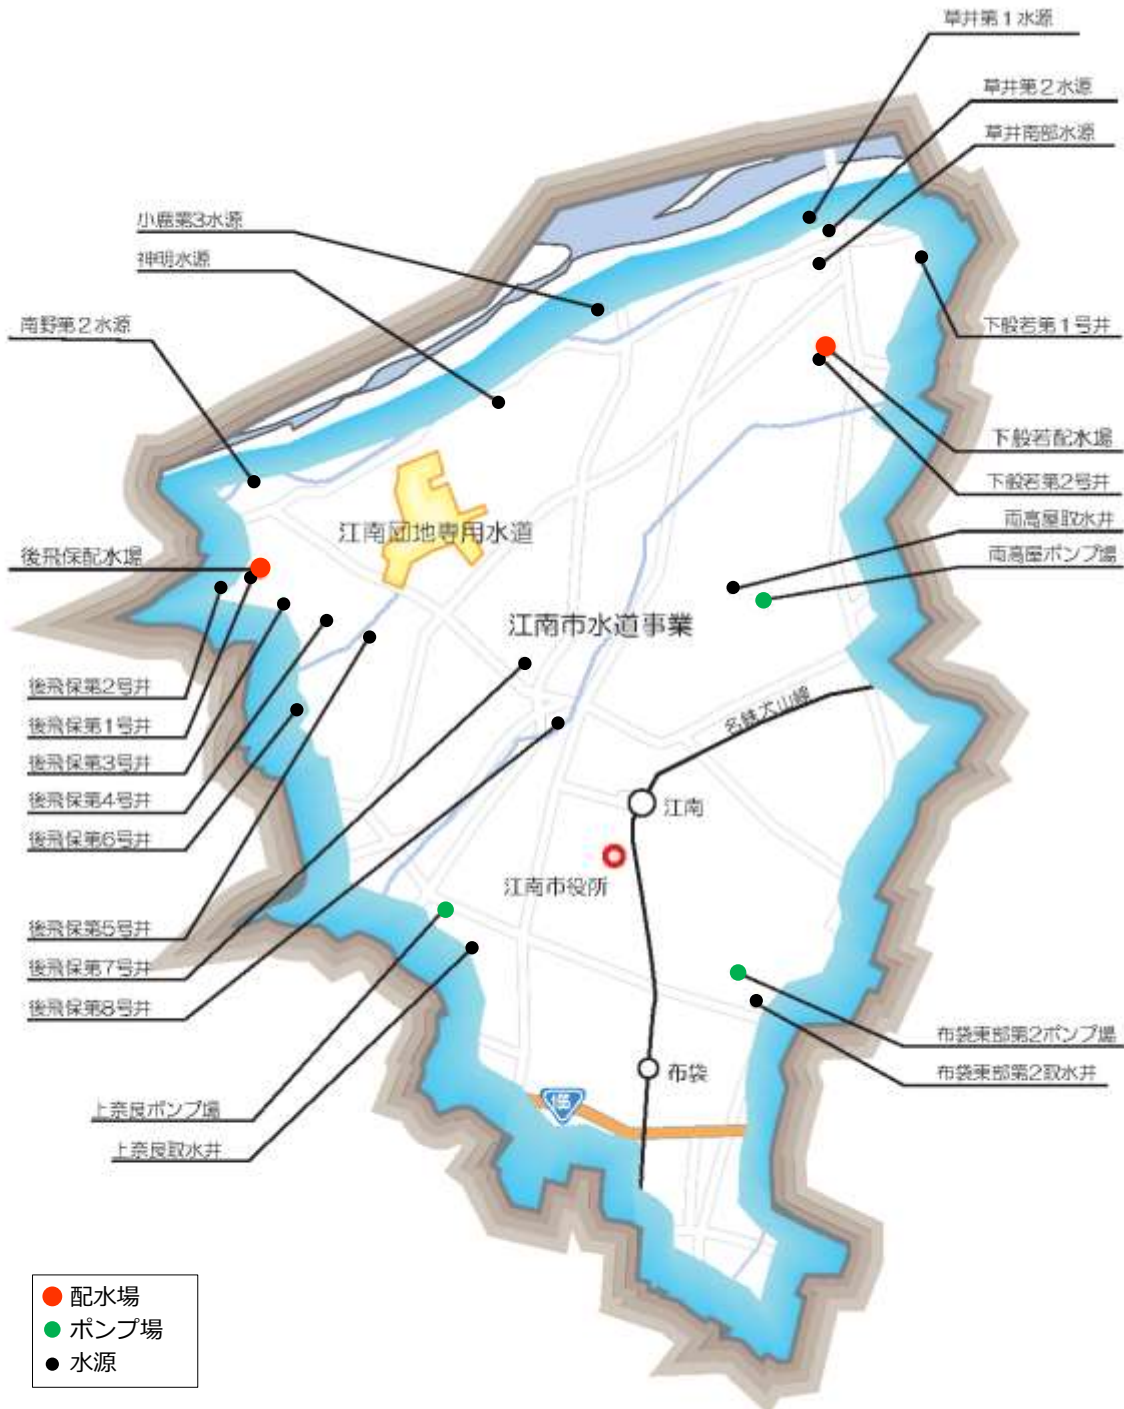 草井第１水源
草井第２水源
草井南部水源
小鹿第3水源
神明水源
南野第２水源
下般若第１号井
下般若配水場
下般若第２号井
両高屋取水井
両高屋ポンプ場
江南団地専用水道
後飛保配水場
江南市水道事業
後飛保第2号井
後飛保第1号井
後飛保第3号井
後飛保第4号井
後飛保第6号井
名鉄犬山線
江南
江南市役所
後飛保第5号井
後飛保第7号井
後飛保第8号井
布袋東部第2ポンプ場
布袋東部第2取水井
布袋
155
上奈良ポンプ場
上奈良取水井
配水場
ポンプ場
水源